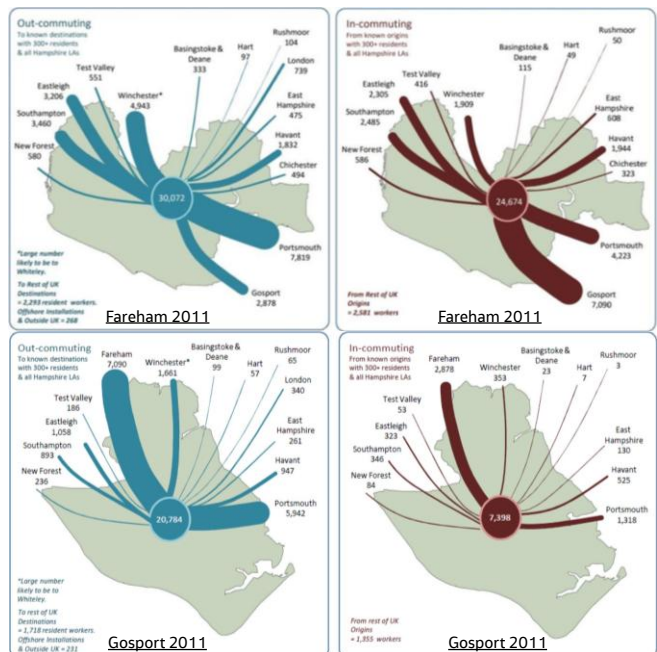 Out-commuting
To known destinations
with 300+ residents
& all Hampshire LAs
Test Valley
551
Eastleigh
3,206
Southampton
3,460
New Forest
580
Winchester*
4,943
Basingstoke &
Deane
333
Hart
97
Rushmoor
104
London
739
East
Hampshire
475
Havant
1,832
Chichester
494
30,072
Portsmouth
7,819
Gosport
2,878
*Large number
likely to be to
Whiteley.
To Rest of UK
Destinations
= 2,293 resident workers.
Offshore Installations
& Outside UK = 268
Fareham 2011
In-commuting
From known origins
with 300+ residents
& all Hampshire LAs
Test Valley
416
Eastleigh
2,305
Southampton
2,485
New Forest
586
Winchester
1,909
Basingstoke &
Deane
115
Hart
49
Rushmoor
50
East
Hampshire
608
Havant
1,944
Chichester
323
24,674
Portsmouth
4,223
Gosport
7,090
From Rest of UK
Origins
= 2,581 workers
Fareham 2011
Out-commuting
To known destinations
with 300+ residents
& all Hampshire LAs
Fareham
7,090
Winchester*
1,661
Basingstoke &
Deane
99
Hart
57
Rushmoor
65
London
340
Test Valley
186
Eastleigh
1,058
Southampton
893
New Forest
236
East
Hampshire
261
Havant
947
Portsmouth
5,942
20,784
*Large number
likely to be to
Whiteley.
To rest of UK
Destinations
= 1,718 resident workers.
Offshore Installations
& Outside UK = 231
Gosport 2011
In-commuting
From known origins
with 300+ residents
& all Hampshire LAs
Fareham
2,878
Winchester
353
Basingstoke &
Deane
23
Hart
7
Rushmoor
3
Test Valley
53
Eastleigh
323
Southampton
346
New Forest
84
East
Hampshire
130
Havant
525
Portsmouth
1,318
7,398
From rest of UK
Origins
= 1,355 workers
Gosport 2011